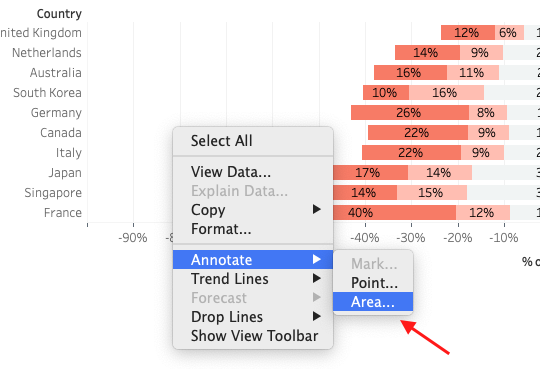 Country
nited Kingdom 12% 6% 1
Netherlands 14% 9% 2
Australia 16% 11% 2
South Korea 10% 16% 2
Germany 26% 8% 1
Canada 22% 9% 1
Italy 22% 9% 2
Japan 17% 14% 3
Singapore 14% 15% 3
France 40% 12% 1
-90% -8 -40% -30% -20% -10%
% o
Select All
View Data...
Explain Data...
Copy
Format...
Annotate
Trend Lines
Forecast
Drop Lines
Show View Toolbar
Mark...
Point...
Area...